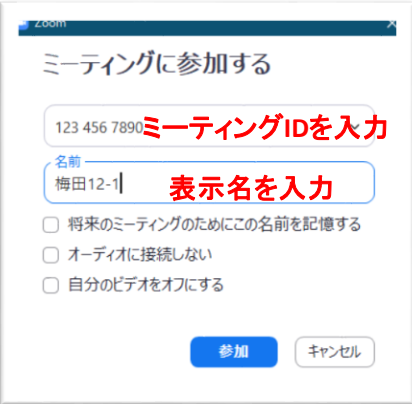 Zoom
ミーティングに参加する
123 456 7890 ミーティングIDを入力
名前
梅田12-1 表示名を入力
将来のミーティングのためにこの名前を記憶する
オーディオに接続しない
自分のビデオをオフにする
参加 キャンセル